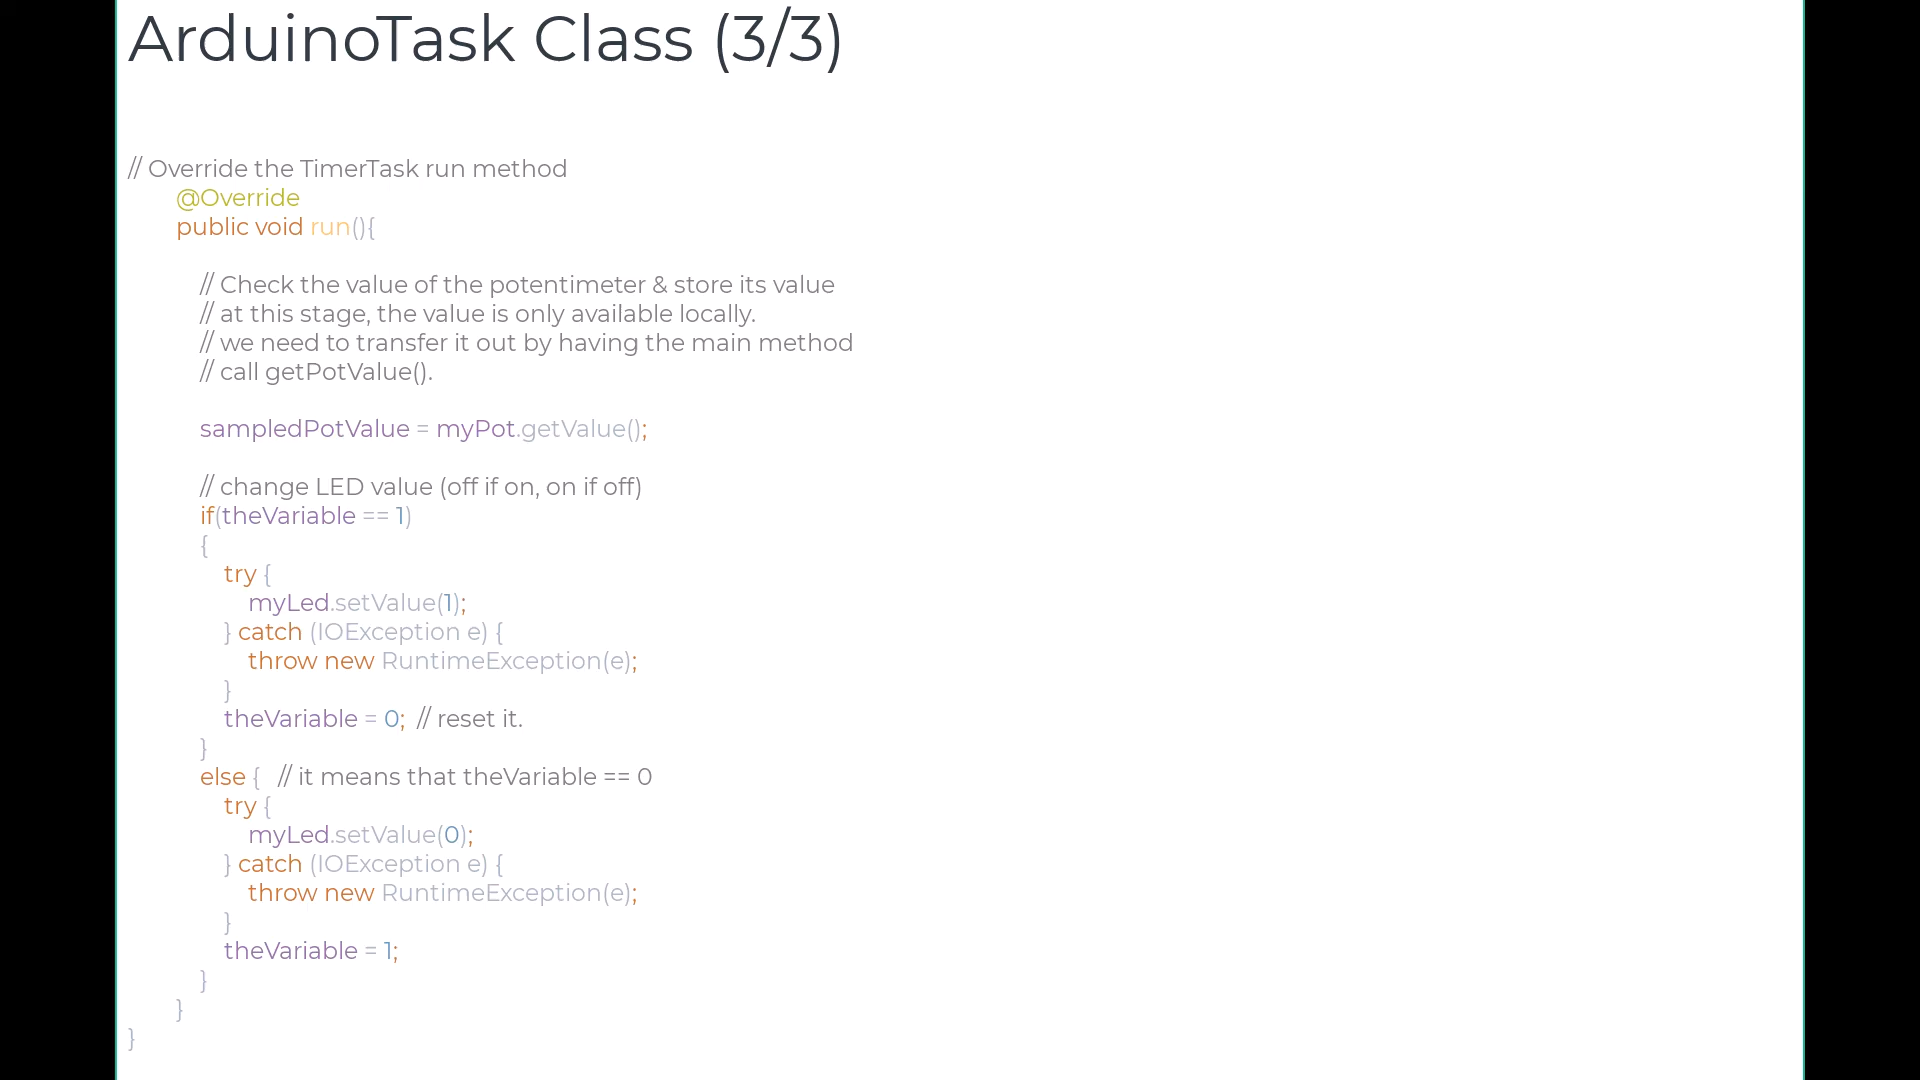 ArduinoTask Class (3/3)
// Override the TimerTask run method
@Override
public void run(){
// Check the value of the potentimeter & store its value
// at this stage, the value is only available locally.
// we need to transfer it out by having the main method
// call getPotValue().
sampledPotValue = myPot.getValue();
// change LED value (off if on, on if off)
if(theVariable == 1)
{
try {
myLed.setValue(1);
} catch (IOException e) {
throw new RuntimeException(e);
}
theVariable = 0; // reset it.
}
else { // it means that theVariable == 0
try {
myLed.setValue(0);
} catch (IOException e) {
throw new RuntimeException(e);
}
theVariable = 1;
}
}
}